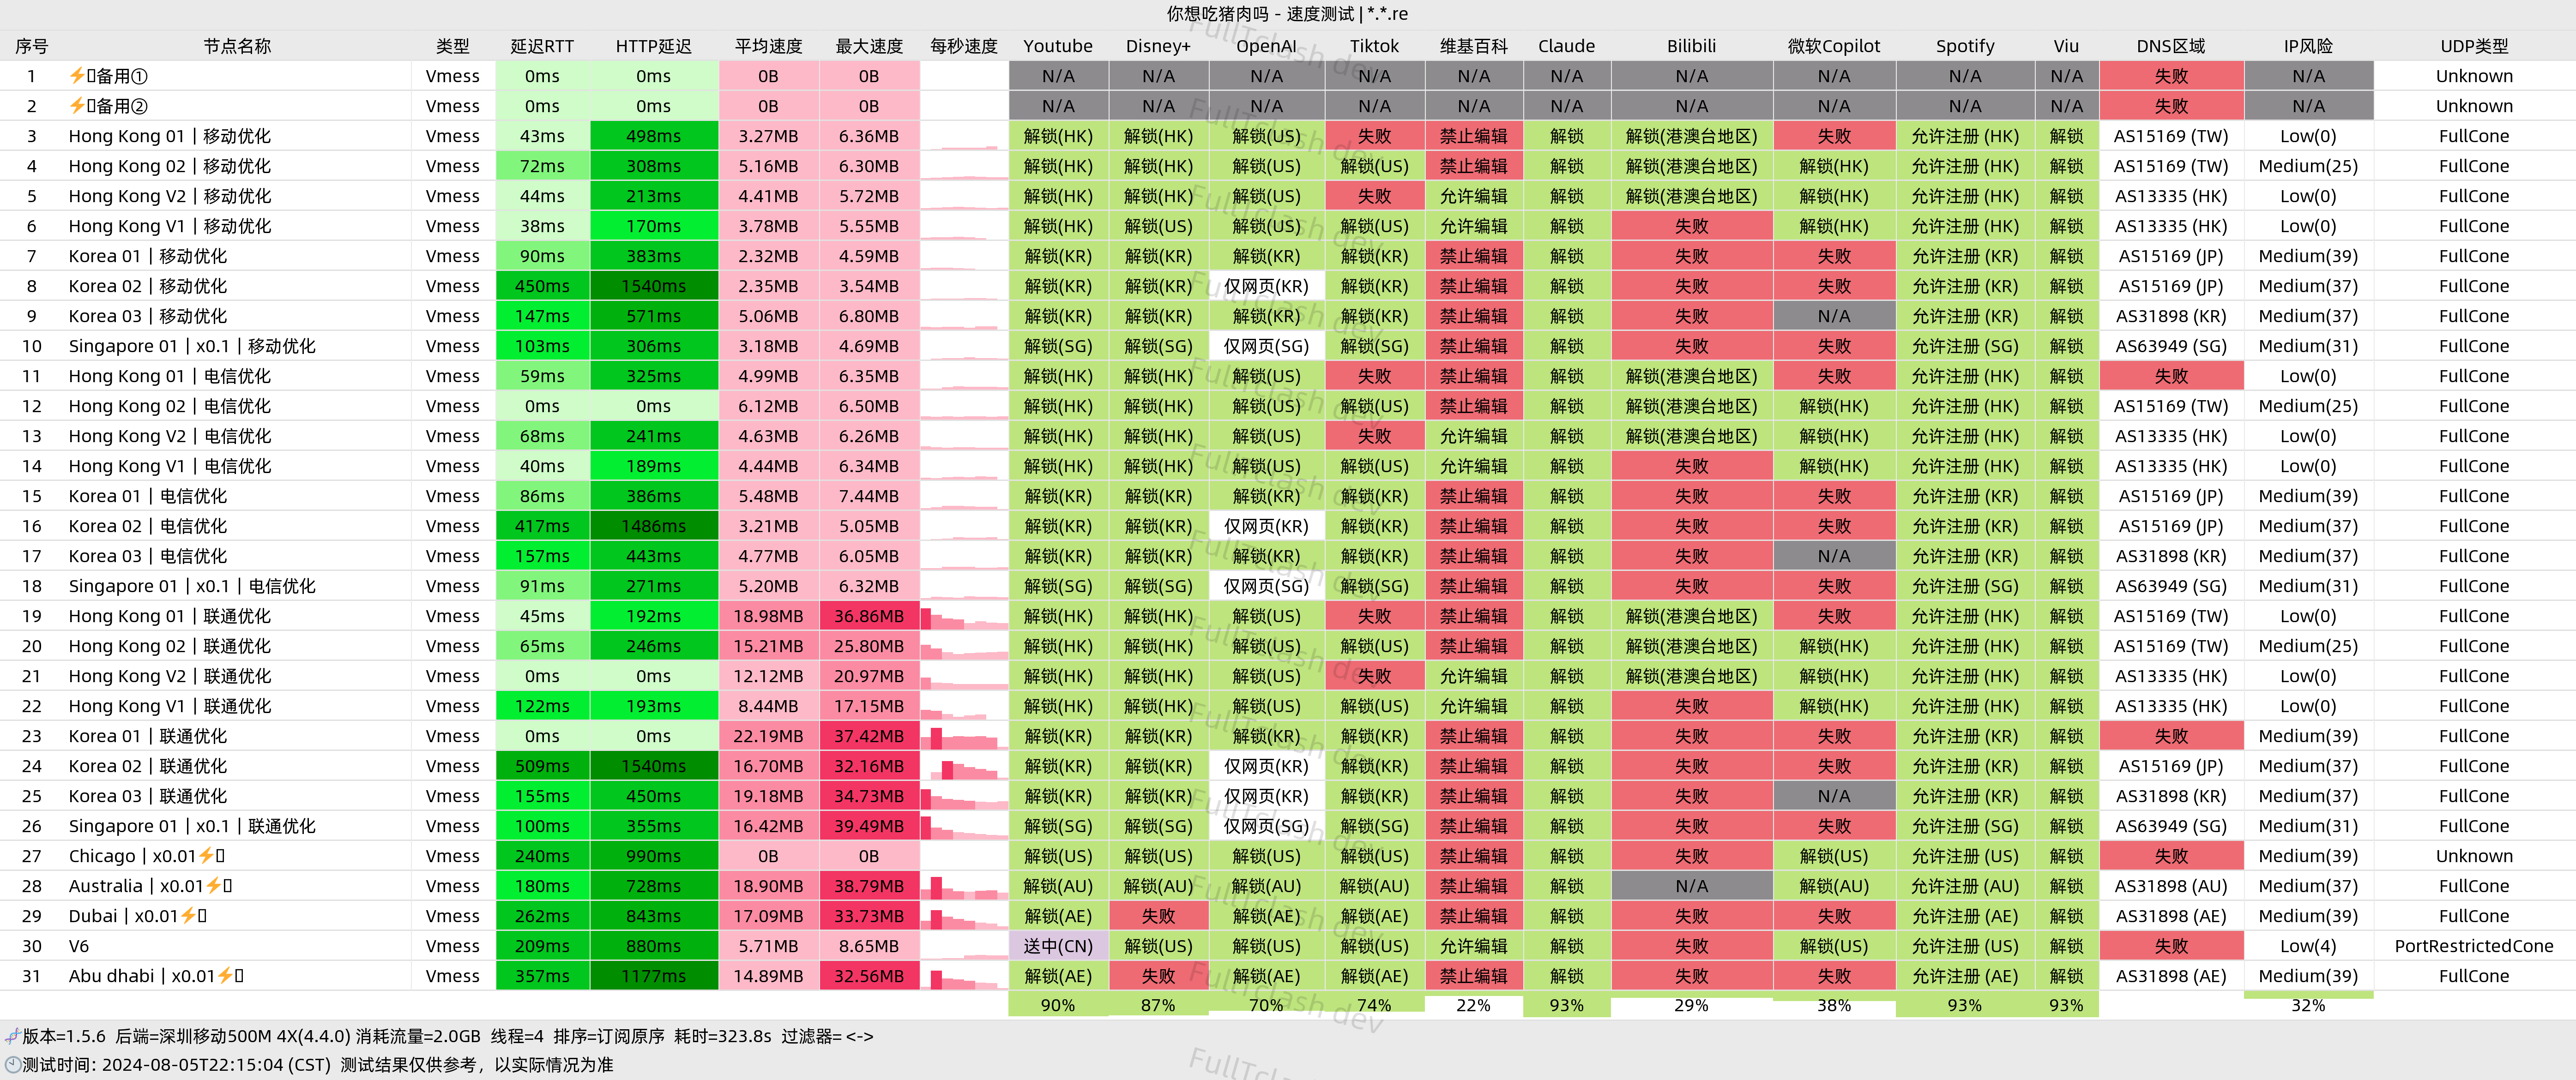 你想吃猪肉吗 - 速度测试 | *.*.re
序号 节点名称 类型 延迟RTT HTTP延迟 平均速度 最大速度 每秒速度 Youtube Disney+ OpenAI Tiktok 维基百科 Claude Bilibili 微软Copilot Spotify Viu DNS区域 IP风险 UDP类型
1 ⚡备用① Vmess 0ms 0ms 0B 0B N/A N/A N/A N/A N/A N/A N/A N/A N/A N/A 失败 N/A Unknown
2 ⚡备用② Vmess 0ms 0ms 0B 0B N/A N/A N/A N/A N/A N/A N/A N/A N/A N/A 失败 N/A Unknown
3 Hong Kong 01 | 移动优化 Vmess 43ms 498ms 3.27MB 6.36MB 解锁(HK) 解锁(HK) 解锁(US) 失败 禁止编辑 解锁 解锁(港澳台地区) 失败 允许注册 (HK) 解锁 AS15169 (TW) Low(0) FullCone
4 Hong Kong 02 | 移动优化 Vmess 72ms 308ms 5.16MB 6.30MB 解锁(HK) 解锁(HK) 解锁(US) 解锁(US) 禁止编辑 解锁 解锁(港澳台地区) 解锁(HK) 允许注册 (HK) 解锁 AS15169 (TW) Medium(25) FullCone
5 Hong Kong V2 | 移动优化 Vmess 44ms 213ms 4.41MB 5.72MB 解锁(HK) 解锁(HK) 解锁(US) 失败 允许编辑 解锁 解锁(港澳台地区) 解锁(HK) 允许注册 (HK) 解锁 AS13335 (HK) Low(0) FullCone
6 Hong Kong V1 | 移动优化 Vmess 38ms 170ms 3.78MB 5.55MB 解锁(HK) 解锁(US) 解锁(US) 解锁(US) 允许编辑 解锁 失败 解锁(HK) 允许注册 (HK) 解锁 AS13335 (HK) Low(0) FullCone
7 Korea 01 | 移动优化 Vmess 90ms 383ms 2.32MB 4.59MB 解锁(KR) 解锁(KR) 解锁(KR) 解锁(KR) 禁止编辑 解锁 失败 失败 允许注册 (KR) 解锁 AS15169 (JP) Medium(39) FullCone
8 Korea 02 | 移动优化 Vmess 450ms 1540ms 2.35MB 3.54MB 解锁(KR) 解锁(KR) 仅网页(KR) 解锁(KR) 禁止编辑 解锁 失败 失败 允许注册 (KR) 解锁 AS15169 (JP) Medium(37) FullCone
9 Korea 03 | 移动优化 Vmess 147ms 571ms 5.06MB 6.80MB 解锁(KR) 解锁(KR) 解锁(KR) 解锁(KR) 禁止编辑 解锁 失败 N/A 允许注册 (KR) 解锁 AS31898 (KR) Medium(37) FullCone
10 Singapore 01 | x0.1 | 移动优化 Vmess 103ms 306ms 3.18MB 4.69MB 解锁(SG) 解锁(SG) 仅网页(SG) 解锁(SG) 禁止编辑 解锁 失败 失败 允许注册 (SG) 解锁 AS63949 (SG) Medium(31) FullCone
11 Hong Kong 01 | 电信优化 Vmess 59ms 325ms 4.99MB 6.35MB 解锁(HK) 解锁(HK) 解锁(US) 失败 禁止编辑 解锁 解锁(港澳台地区) 失败 允许注册 (HK) 解锁 失败 Low(0) FullCone
12 Hong Kong 02 | 电信优化 Vmess 0ms 0ms 6.12MB 6.50MB 解锁(HK) 解锁(HK) 解锁(US) 解锁(US) 禁止编辑 解锁 解锁(港澳台地区) 解锁(HK) 允许注册 (HK) 解锁 AS15169 (TW) Medium(25) FullCone
13 Hong Kong V2 | 电信优化 Vmess 68ms 241ms 4.63MB 6.26MB 解锁(HK) 解锁(HK) 解锁(US) 失败 允许编辑 解锁 解锁(港澳台地区) 解锁(HK) 允许注册 (HK) 解锁 AS13335 (HK) Low(0) FullCone
14 Hong Kong V1 | 电信优化 Vmess 40ms 189ms 4.44MB 6.34MB 解锁(HK) 解锁(HK) 解锁(US) 解锁(US) 允许编辑 解锁 失败 解锁(HK) 允许注册 (HK) 解锁 AS13335 (HK) Low(0) FullCone
15 Korea 01 | 电信优化 Vmess 86ms 386ms 5.48MB 7.44MB 解锁(KR) 解锁(KR) 解锁(KR) 解锁(KR) 禁止编辑 解锁 失败 失败 允许注册 (KR) 解锁 AS15169 (JP) Medium(39) FullCone
16 Korea 02 | 电信优化 Vmess 417ms 1486ms 3.21MB 5.05MB 解锁(KR) 解锁(KR) 仅网页(KR) 解锁(KR) 禁止编辑 解锁 失败 失败 允许注册 (KR) 解锁 AS15169 (JP) Medium(37) FullCone
17 Korea 03 | 电信优化 Vmess 157ms 443ms 4.77MB 6.05MB 解锁(KR) 解锁(KR) 解锁(KR) 解锁(KR) 禁止编辑 解锁 失败 N/A 允许注册 (KR) 解锁 AS31898 (KR) Medium(37) FullCone
18 Singapore 01 | x0.1 | 电信优化 Vmess 91ms 271ms 5.20MB 6.32MB 解锁(SG) 解锁(SG) 仅网页(SG) 解锁(SG) 禁止编辑 解锁 失败 失败 允许注册 (SG) 解锁 AS63949 (SG) Medium(31) FullCone
19 Hong Kong 01 | 联通优化 Vmess 45ms 192ms 18.98MB 36.86MB 解锁(HK) 解锁(HK) 解锁(US) 失败 禁止编辑 解锁 解锁(港澳台地区) 失败 允许注册 (HK) 解锁 AS15169 (TW) Low(0) FullCone
20 Hong Kong 02 | 联通优化 Vmess 65ms 246ms 15.21MB 25.80MB 解锁(HK) 解锁(HK) 解锁(US) 解锁(US) 禁止编辑 解锁 解锁(港澳台地区) 解锁(HK) 允许注册 (HK) 解锁 AS15169 (TW) Medium(25) FullCone
21 Hong Kong V2 | 联通优化 Vmess 0ms 0ms 12.12MB 20.97MB 解锁(HK) 解锁(HK) 解锁(US) 失败 允许编辑 解锁 解锁(港澳台地区) 解锁(HK) 允许注册 (HK) 解锁 AS13335 (HK) Low(0) FullCone
22 Hong Kong V1 | 联通优化 Vmess 122ms 193ms 8.44MB 17.15MB 解锁(HK) 解锁(HK) 解锁(US) 解锁(US) 允许编辑 解锁 失败 解锁(HK) 允许注册 (HK) 解锁 AS13335 (HK) Low(0) FullCone
23 Korea 01 | 联通优化 Vmess 0ms 0ms 22.19MB 37.42MB 解锁(KR) 解锁(KR) 解锁(KR) 解锁(KR) 禁止编辑 解锁 失败 失败 允许注册 (KR) 解锁 失败 Medium(39) FullCone
24 Korea 02 | 联通优化 Vmess 509ms 1540ms 16.70MB 32.16MB 解锁(KR) 解锁(KR) 仅网页(KR) 解锁(KR) 禁止编辑 解锁 失败 失败 允许注册 (KR) 解锁 AS15169 (JP) Medium(37) FullCone
25 Korea 03 | 联通优化 Vmess 155ms 450ms 19.18MB 34.73MB 解锁(KR) 解锁(KR) 仅网页(KR) 解锁(KR) 禁止编辑 解锁 失败 N/A 允许注册 (KR) 解锁 AS31898 (KR) Medium(37) FullCone
26 Singapore 01 | x0.1 | 联通优化 Vmess 100ms 355ms 16.42MB 39.49MB 解锁(SG) 解锁(SG) 仅网页(SG) 解锁(SG) 禁止编辑 解锁 失败 失败 允许注册 (SG) 解锁 AS63949 (SG) Medium(31) FullCone
27 Chicago | x0.01⚡ Vmess 240ms 990ms 0B 0B 解锁(US) 解锁(US) 解锁(US) 解锁(US) 禁止编辑 解锁 失败 解锁(US) 允许注册 (US) 解锁 失败 Medium(39) Unknown
28 Australia | x0.01⚡ Vmess 180ms 728ms 18.90MB 38.79MB 解锁(AU) 解锁(AU) 解锁(AU) 解锁(AU) 禁止编辑 解锁 N/A 解锁(AU) 允许注册 (AU) 解锁 AS31898 (AU) Medium(37) FullCone
29 Dubai | x0.01⚡ Vmess 262ms 843ms 17.09MB 33.73MB 解锁(AE) 失败 解锁(AE) 解锁(AE) 禁止编辑 解锁 失败 失败 允许注册 (AE) 解锁 AS31898 (AE) Medium(39) FullCone
30 V6 Vmess 209ms 880ms 5.71MB 8.65MB 送中(CN) 解锁(US) 解锁(US) 解锁(US) 允许编辑 解锁 失败 解锁(US) 允许注册 (US) 解锁 失败 Low(4) PortRestrictedCone
31 Abu dhabi | x0.01⚡ Vmess 357ms 1177ms 14.89MB 32.56MB 解锁(AE) 失败 解锁(AE) 解锁(AE) 禁止编辑 解锁 失败 失败 允许注册 (AE) 解锁 AS31898 (AE) Medium(39) FullCone
90% 87% 70% 74% 22% 93% 29% 38% 93% 93% 32%
版本=1.5.6 后端=深圳移动500M 4X(4.4.0) 消耗流量=2.0GB 线程=4 排序=订阅原序 耗时=323.8s 过滤器= <->
测试时间: 2024-08-05T22:15:04 (CST) 测试结果仅供参考，以实际情况为准
FullTclash dev